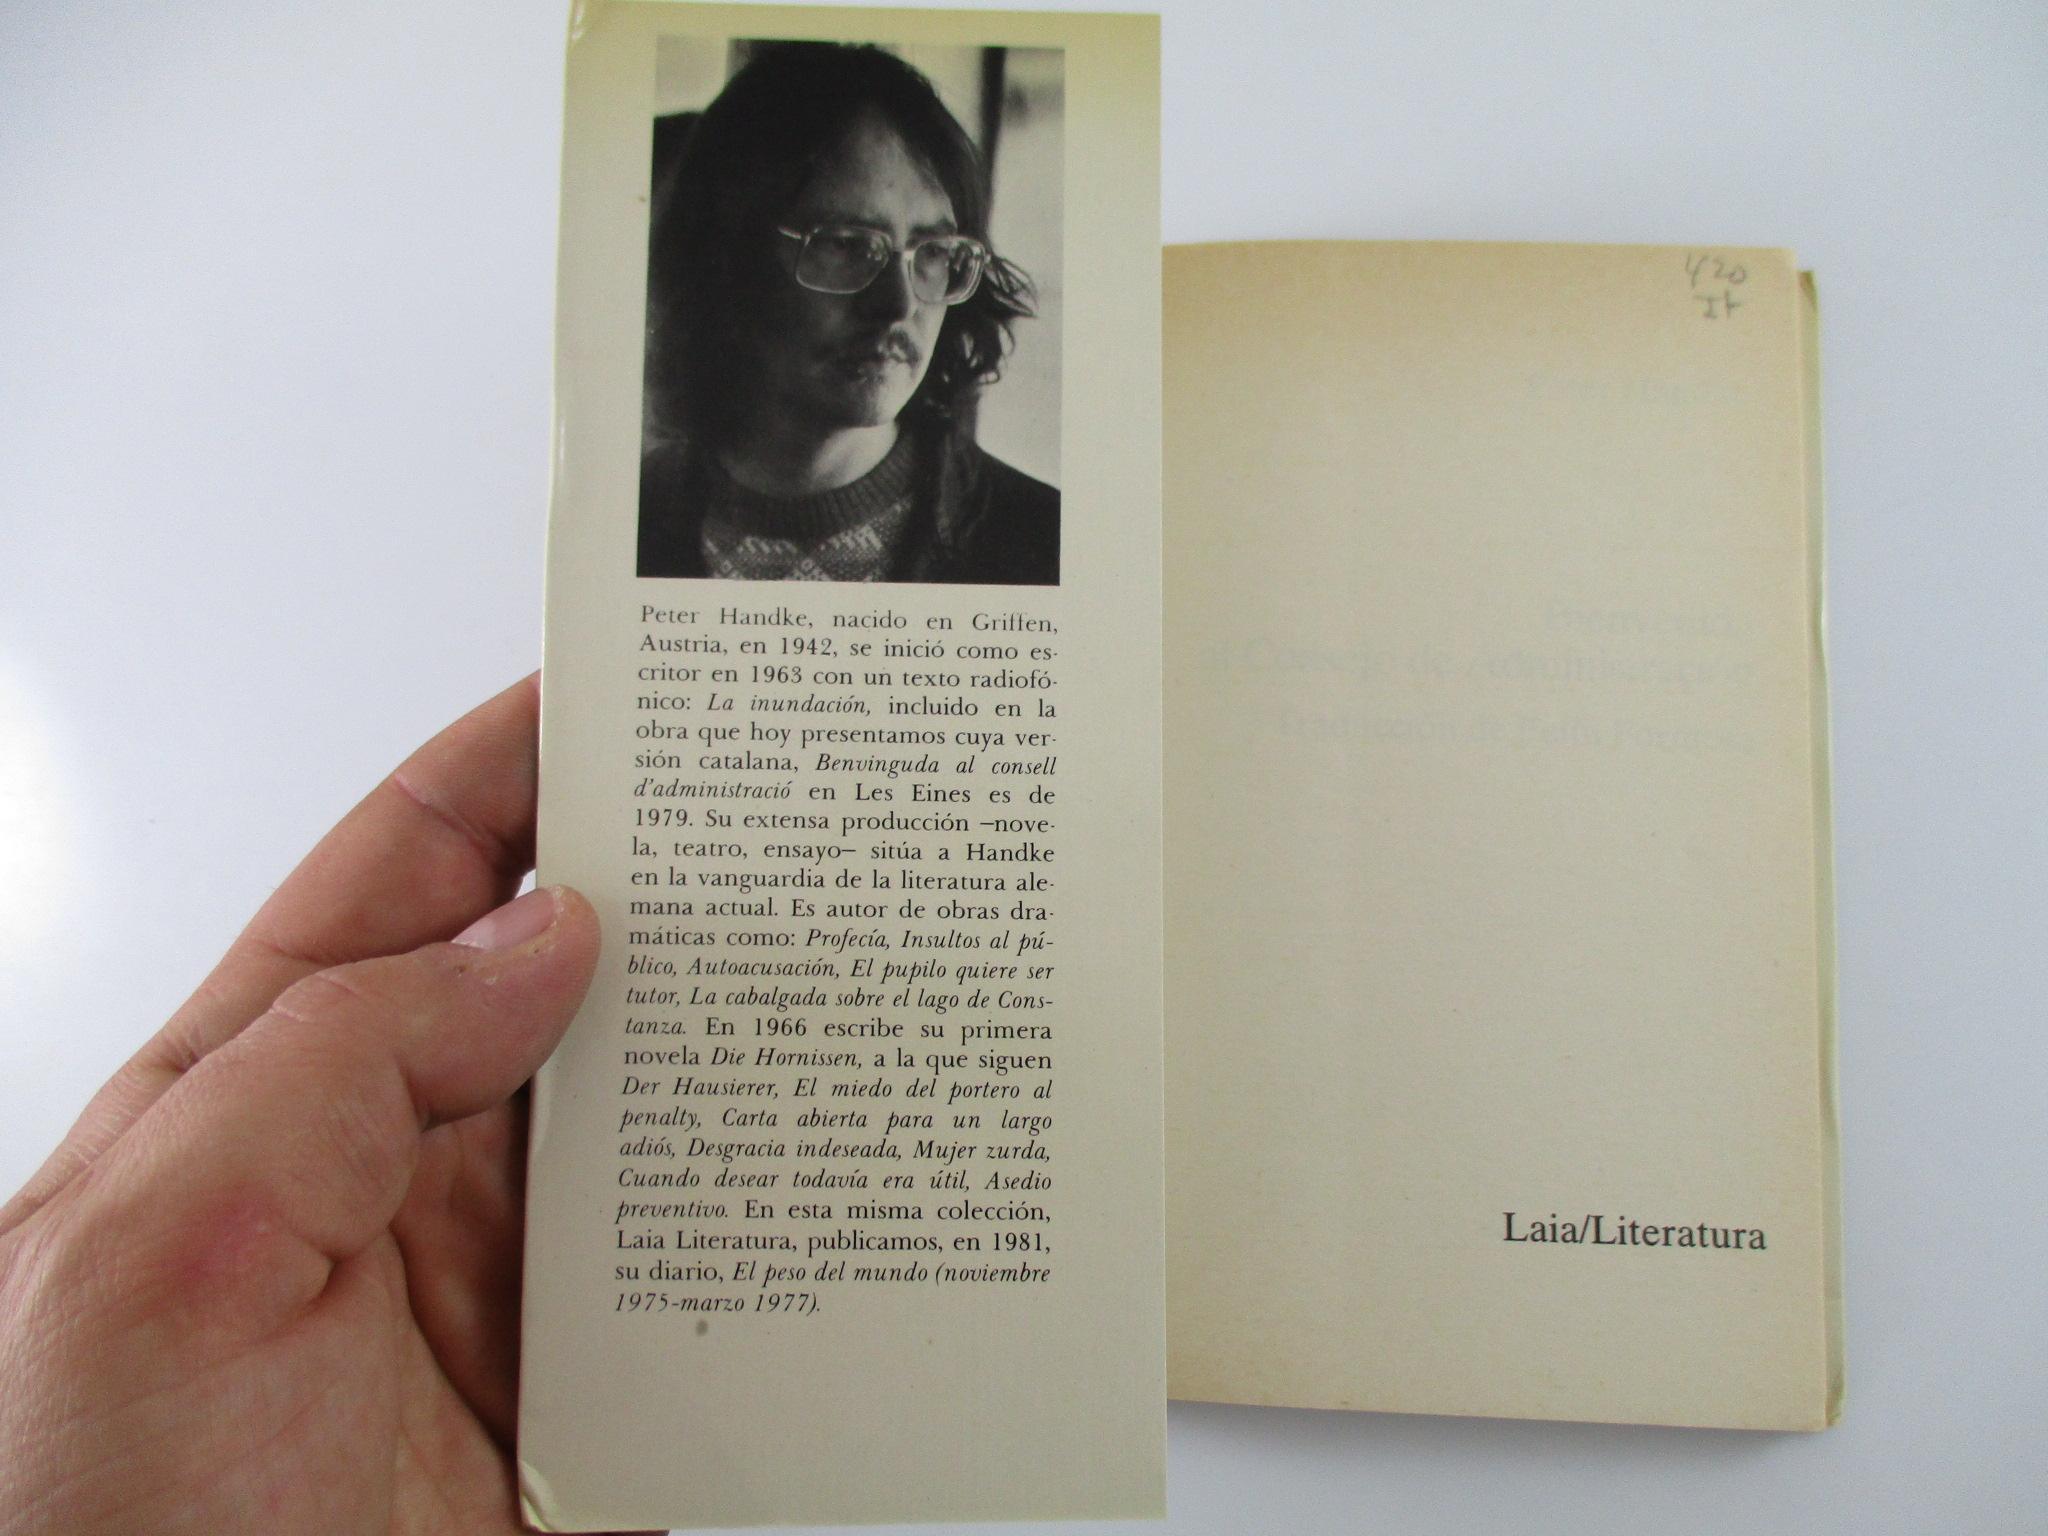 Peter Handke, nacido en Griffen,
Austria, en 1942, se inició como es-
critor en 1963 con un texto radiofó-
nico: La inundación, incluido en la
obra que hoy presentamos cuya ver-
sión catalana, Benvinguda al consell
d'administració en Les Eines es de
1979. Su extensa producción —nove-
la, teatro, ensayo— sitúa a Handke
en la vanguardia de la literatura ale-
mana actual. Es autor de obras dra-
máticas como: Profecía, Insultos al pú-
blico, Autoacusación, El pupilo quiere ser
tutor, La cabalgada sobre el lago de Cons-
tanza. En 1966 escribe su primera
novela Die Hornissen, a la que siguen
Der Hausierer, El miedo del portero al
penalty, Carta abierta para un largo
adiós, Desgracia indeseada, Mujer zurda,
Cuando desear todavía era útil, Asedio
preventivo. En esta misma colección,
Laia Literatura, publicamos, en 1981,
su diario, El peso del mundo (noviembre
1975-marzo 1977).
420
Laia/Literatura